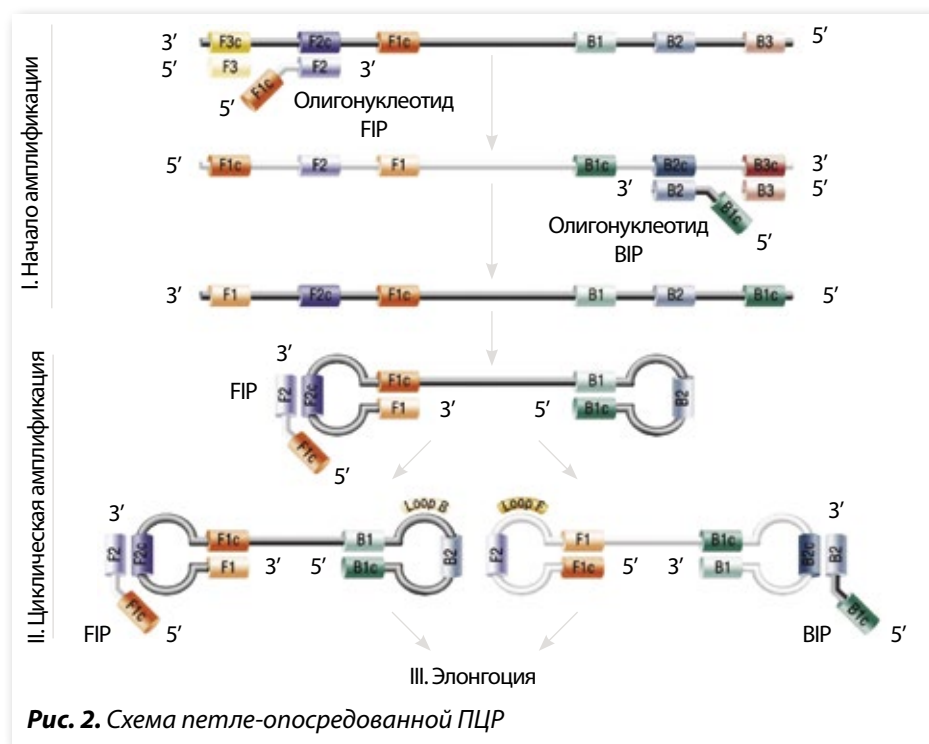 I. Начало амплификации
3′ F3c F2c F1c B1 B2 B3 5′
5′ F3 F2 3′
5′ F1c
Олигонуклеотид
FIP
5′ F1c F2 F1 B1c B2c B3c 3′
3′ B2 B3 5′
B1c 5′
Олигонуклеотид
BIP
3′ F1 F2c F1c B1 B2 B1c 5′
II. Циклическая амплификация
3′
FIP F2 F2c F1c B1 B2
F1 3′ 5′ B1c
F1c 5′
Loop B Loop F
3′ 3′
F2 F2c F1c B1 B2 F2 F1 B1c B2c B2
F1 3′ 5′ B1c F1c 5′ 3′ B1
F1c B1c
FIP 5′ BIP 5′
III. Элонгоция
Рис. 2. Схема петле-опосредованной ПЦР